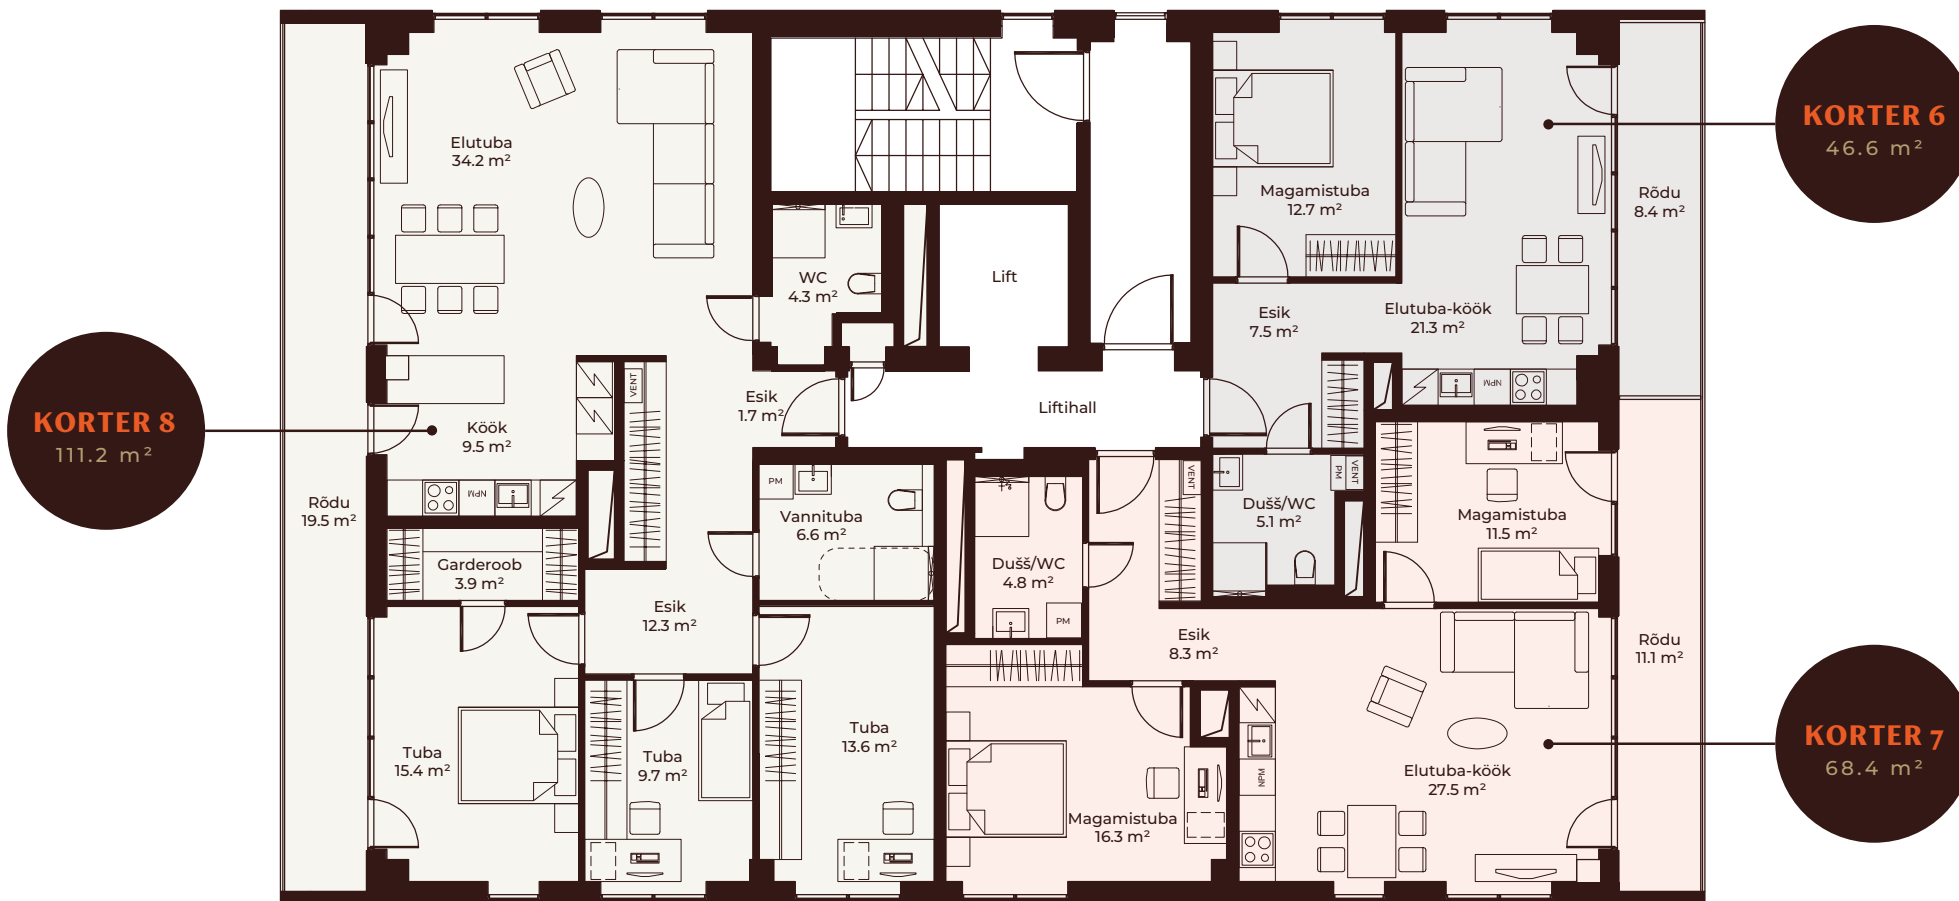 KORTER 8
111.2 m²
Rõdu
19.5 m²
Elutuba
34.2 m²
Köök
9.5 m²
NPM
Garderoob
3.9 m²
Tuba
15.4 m²
Esik
12.3 m²
Tuba
9.7 m²
Tuba
13.6 m²
VENT
Esik
1.7 m²
WC
4.3 m²
PM
Vannituba
6.6 m²
Lift
Liftihall
Dušš/WC
4.8 m²
PM
VENT
Magamistuba
12.7 m²
Esik
7.5 m²
Elutuba-köök
21.3 m²
NPM
Rõdu
8.4 m²
KORTER 6
46.6 m²
Dušš/WC
5.1 m²
PM
VENT
Magamistuba
11.5 m²
Esik
8.3 m²
Magamistuba
16.3 m²
NPM
Elutuba-köök
27.5 m²
Rõdu
11.1 m²
KORTER 7
68.4 m²